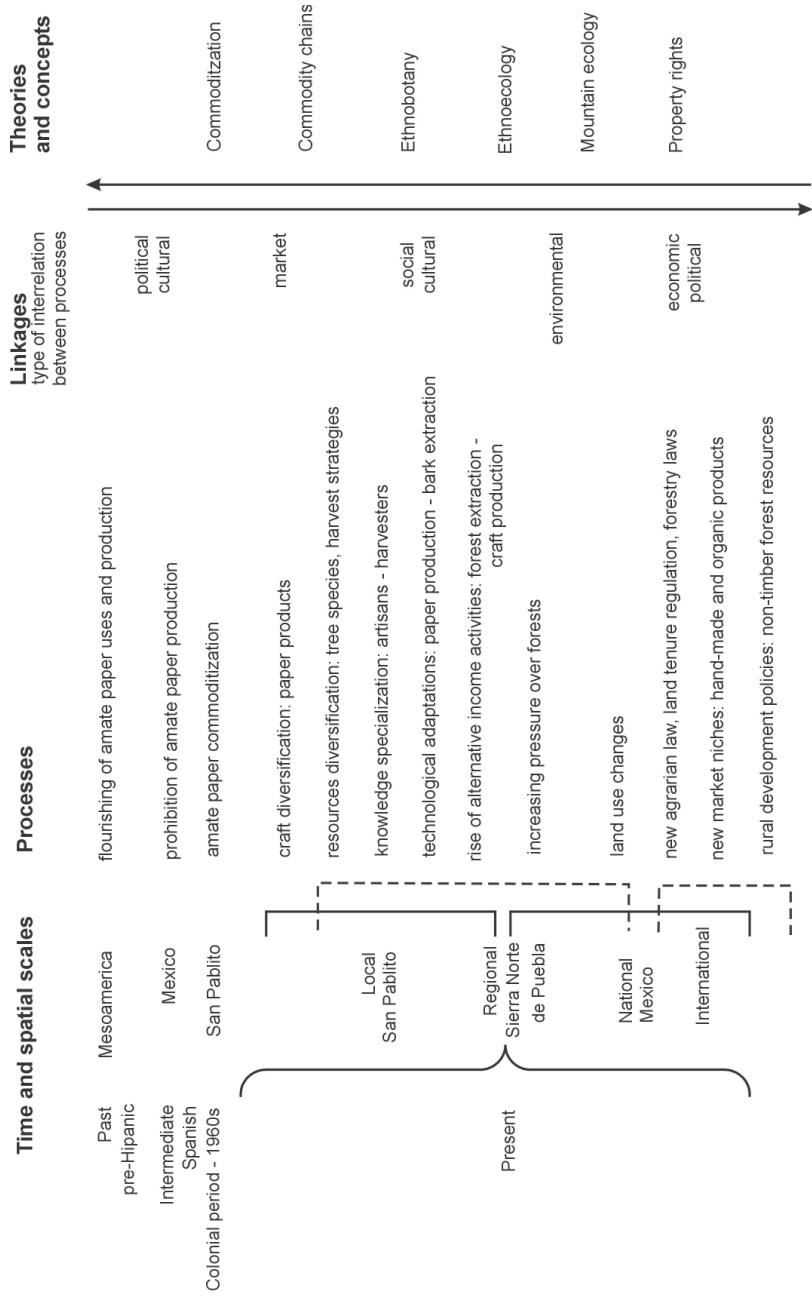 Time and spatial scales
Processes
Linkages
type of interrelation
between processes
Theories
and concepts
Past
pre-Hipanic
Mesoamerica
flourishing of amate paper uses and production
political
cultural
Intermediate
Spanish
Colonial period - 1960s
Mexico
prohibition of amate paper production
San Pablito
amate paper commoditization
Commoditzation
Present
Local
San Pablito
craft diversification: paper products
market
Commodity chains
resources diversification: tree species, harvest strategies
knowledge specialization: artisans - harvesters
social
cultural
Ethnobotany
technological adaptations: paper production - bark extraction
Regional
Sierra Norte
de Puebla
rise of alternative income activities: forest extraction -
craft production
Ethnoecology
increasing pressure over forests
environmental
Mountain ecology
National
Mexico
land use changes
International
new agrarian law, land tenure regulation, forestry laws
economic
political
Property rights
new market niches: hand-made and organic products
rural development policies: non-timber forest resources